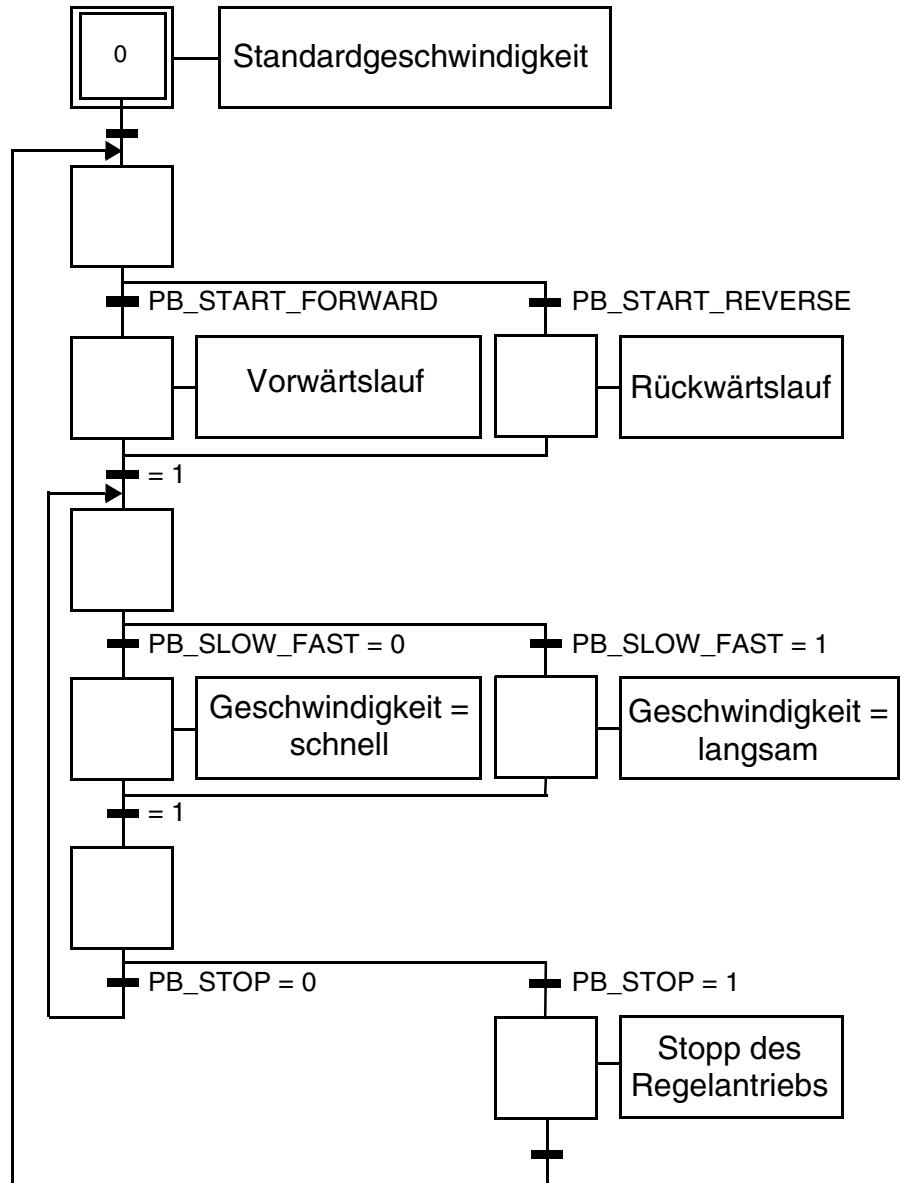 0
Standardgeschwindigkeit
PB_START_FORWARD
PB_START_REVERSE
Vorwärtslauf
Rückwärtslauf
= 1
PB_SLOW_FAST = 0
PB_SLOW_FAST = 1
Geschwindigkeit =
schnell
Geschwindigkeit =
langsam
= 1
PB_STOP = 0
PB_STOP = 1
Stopp des
Regelantriebs